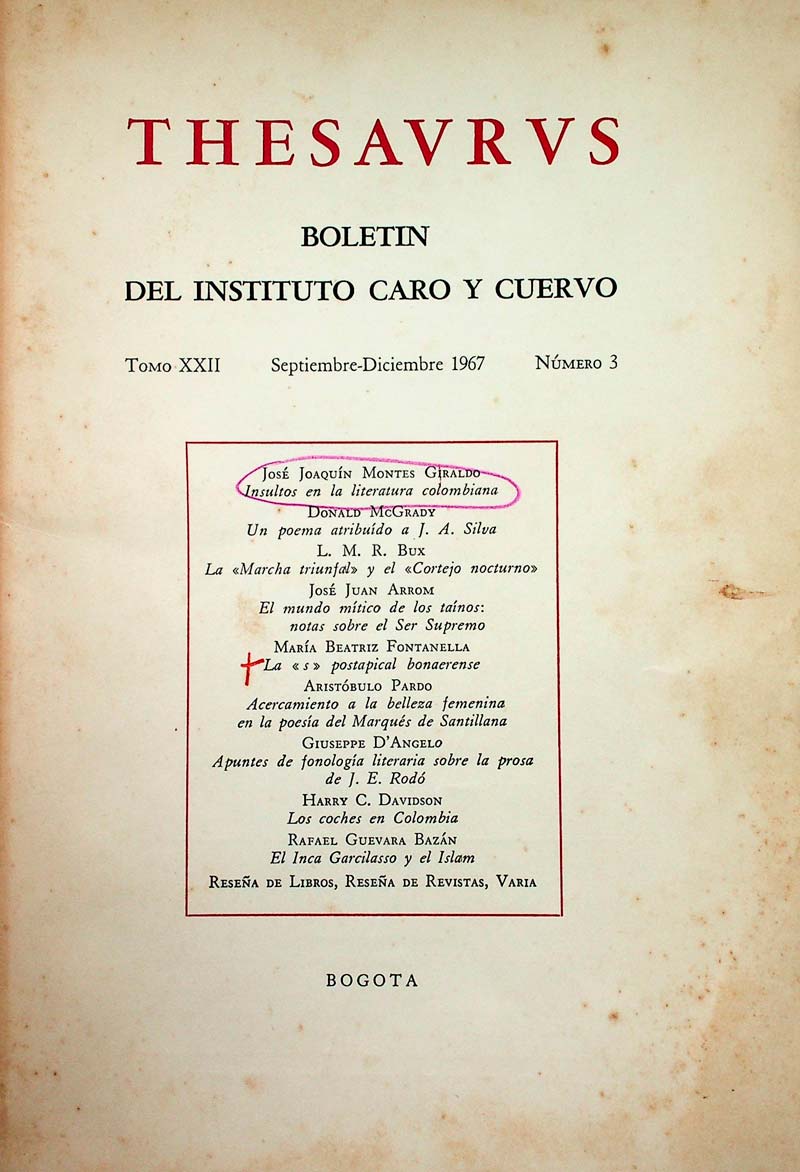 THESAVRVS
BOLETIN
DEL INSTITUTO CARO Y CUERVO
TOMO XXII Septiembre-Diciembre 1967 NÚMERO 3
JOSÉ JOAQUÍN MONTES GIRALDO
Insultos en la literatura colombiana
DONALD MCGRADY
Un poema atribuído a J. A. Silva
L. M. R. BUX
La «Marcha triunfal» y el «Cortejo nocturno»
JOSÉ JUAN ARROM
El mundo mítico de los taínos:
notas sobre el Ser Supremo
MARÍA BEATRIZ FONTANELLA
La «s» postapical bonaerense
ARISTÓBULO PARDO
Acercamiento a la belleza femenina
en la poesía del Marqués de Santillana
GIUSEPPE D'ANGELO
Apuntes de fonología literaria sobre la prosa
de J. E. Rodó
HARRY C. DAVIDSON
Los coches en Colombia
RAFAEL GUEVARA BAZÁN
El Inca Garcilasso y el Islam
RESEÑA DE LIBROS, RESEÑA DE REVISTAS, VARIA
BOGOTA